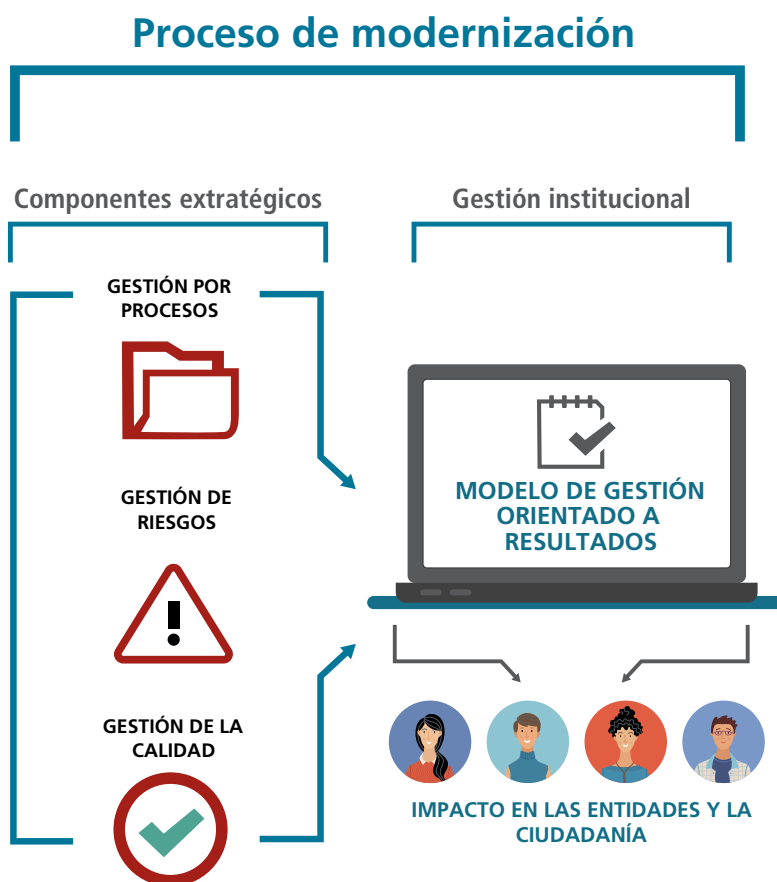 Proceso de modernización
Componentes extratégicos
GESTIÓN POR
PROCESOS
GESTIÓN DE
RIESGOS
GESTIÓN DE LA
CALIDAD
Gestión institucional
MODELO DE GESTIÓN
ORIENTADO A
RESULTADOS
IMPACTO EN LAS ENTIDADES Y LA
CIUDADANÍA